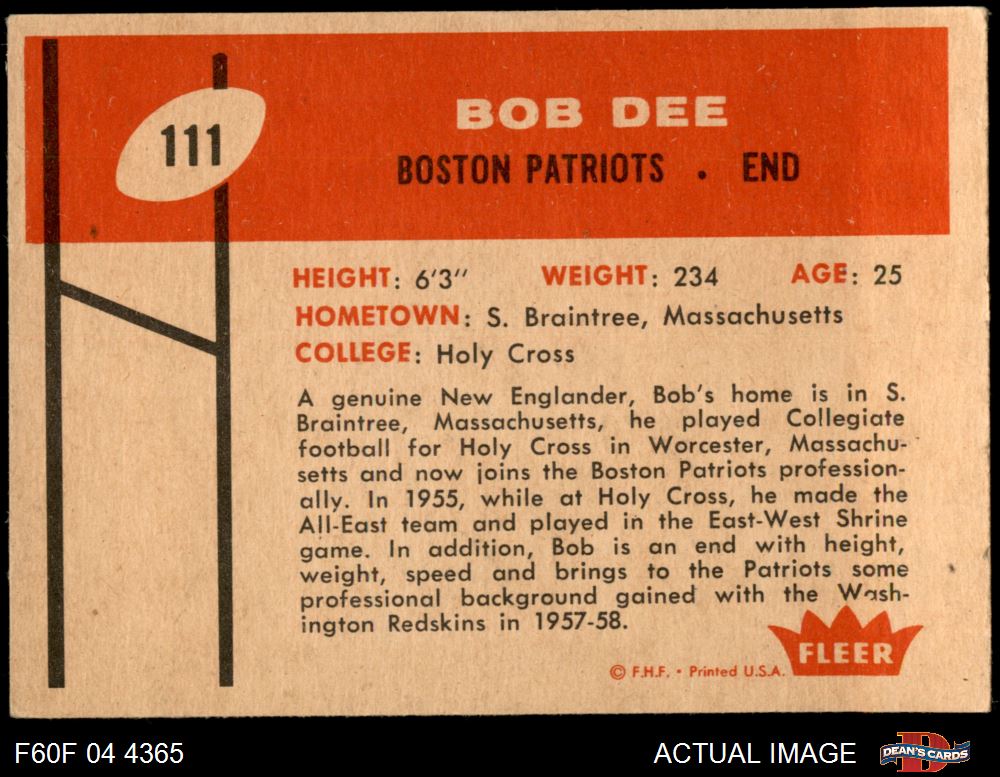 111
BOB DEE
BOSTON PATRIOTS . END
HEIGHT: 6'3" WEIGHT: 234 AGE: 25
HOMETOWN: S. Braintree, Massachusetts
COLLEGE: Holy Cross
A genuine New Englander, Bob's home is in S.
Braintree, Massachusetts, he played Collegiate
football for Holy Cross in Worcester, Massachu-
setts and now joins the Boston Patriots profession-
ally. In 1955, while at Holy Cross, he made the
All-East team and played in the East-West Shrine
game. In addition, Bob is an end with height,
weight, speed and brings to the Patriots some
professional background gained with the Wash-
ington Redskins in 1957-58.
FLEER
© F.H.F. • Printed U.S.A.
F60F 04 4365
ACTUAL IMAGE
DEAN'S CARDS